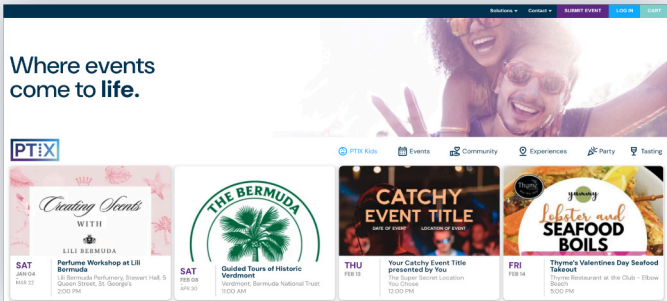 Solutions Contact SUBMIT EVENT LOG IN CART
Where events
come to life.
PTIX
PTIX Kids Events Community Experiences Party Tasting
Creating Scents
WITH
LILI BERMUDA
SAT
JAN 04
MAR 22
Perfume Workshop at Lili
Bermuda
Lili Bermuda Perfumery, Stewart Hall, 5
Queen Street, St. George's
2:00 PM
THE BERMUDA
SAT
FEB 08
APR 30
Guided Tours of Historic
Verdmont
Verdmont, Bermuda National Trust
11:00 AM
CATCHY
EVENT TITLE
DATE OF EVENT LOCATION OF EVENT
THU
FEB 13
Your Catchy Event Title
presented by You
The Super Secret Location
You Chose
12:00 PM
Thyme
yummy
Lobster and
SEAFOOD
BOILS
FRI
FEB 14
Thyme's Valentines Day Seafood
Takeout
Thyme Restaurant at the Club - Elbow
Beach
5:00 PM